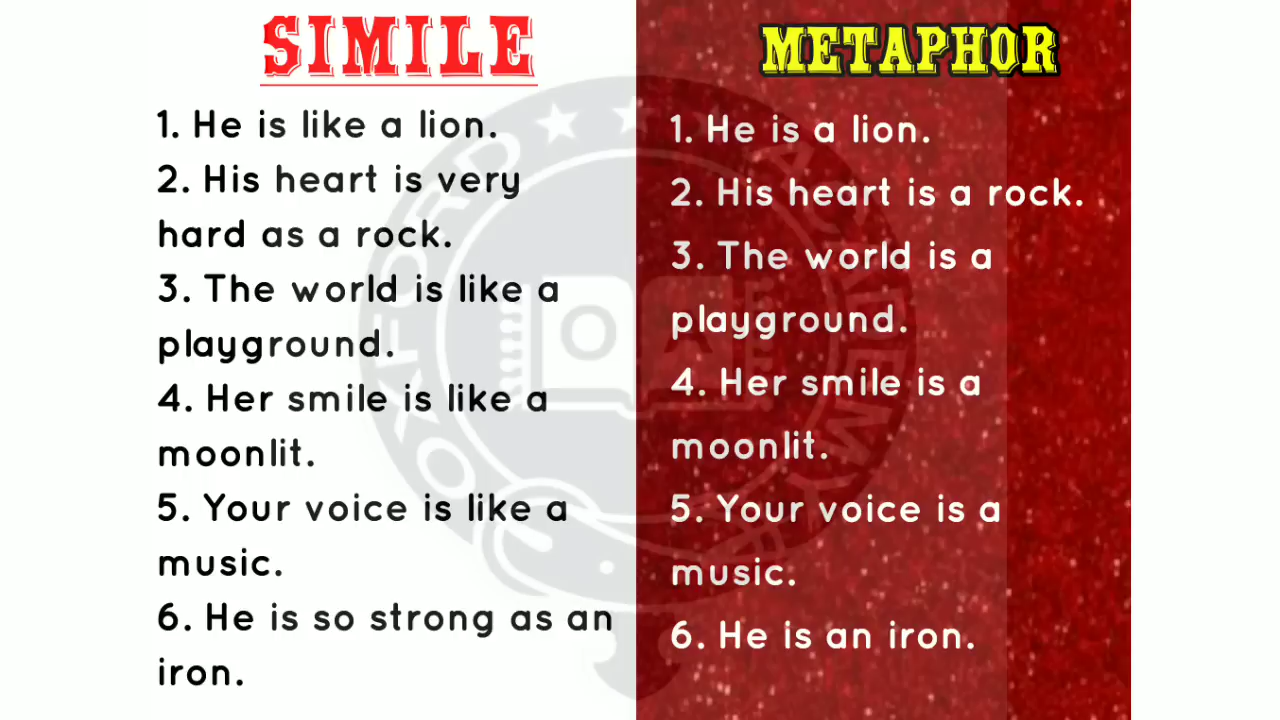 SIMILE
1. He is like a lion.
2. His heart is very
hard as a rock.
3. The world is like a
playground.
4. Her smile is like a
moonlit.
5. Your voice is like a
music.
6. He is so strong as an
iron.
METAPHOR
1. He is a lion.
2. His heart is a rock.
3. The world is a
playground.
4. Her smile is a
moonlit.
5. Your voice is a
music.
6. He is an iron.
OXFORD
ACADEMY
OA